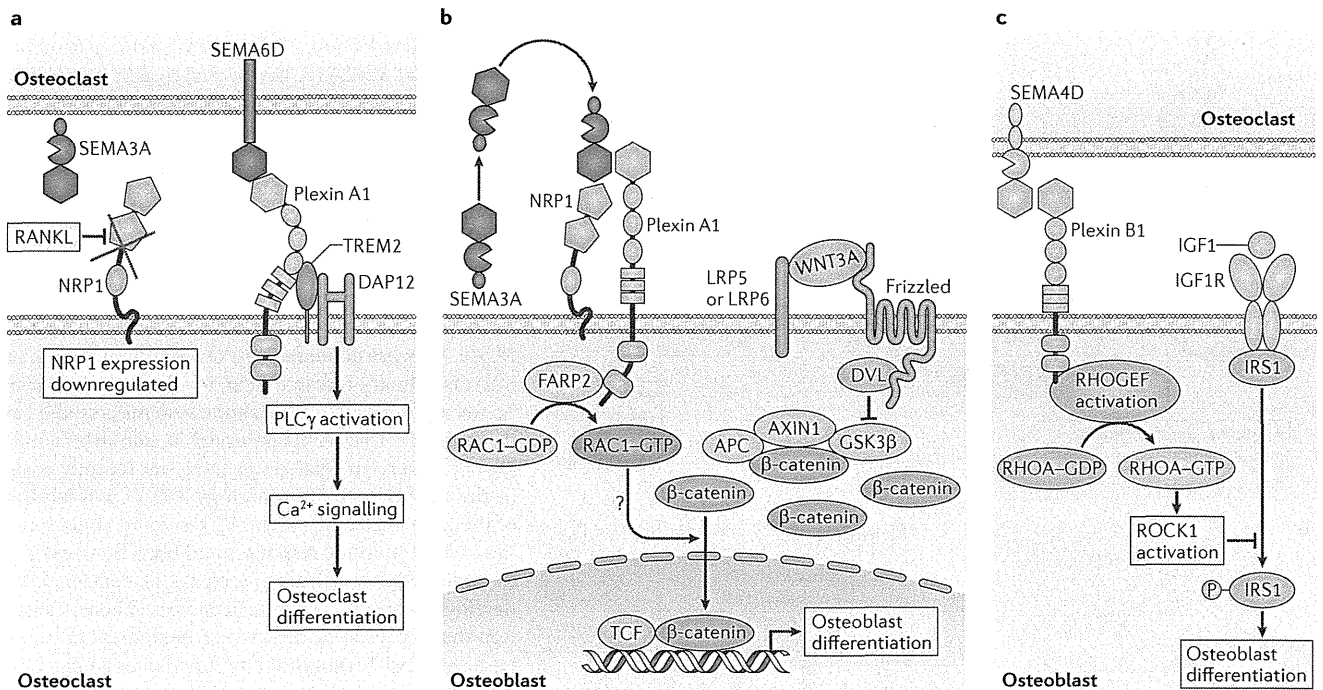 a
SEMA6D
Osteoclast
SEMA3A
Plexin A1
RANKL
TREM2
NRP1
DAP12
NRP1 expression
downregulated
PLCγ activation
Ca²⁺ signalling
Osteoclast
differentiation
Osteoclast
b
NRP1
Plexin A1
SEMA3A
WNT3A
LRP5
or LRP6
Frizzled
FARP2
DVL
RAC1–GDP
RAC1–GTP
AXIN1
APC
GSK3β
β-catenin
β-catenin
β-catenin
β-catenin
?
TCF
β-catenin
Osteoblast
differentiation
Osteoblast
c
SEMA4D
Osteoclast
Plexin B1
IGF1
IGF1R
IRS1
RHOGEF
activation
RHOA–GDP
RHOA–GTP
ROCK1
activation
P
IRS1
Osteoblast
differentiation
Osteoblast